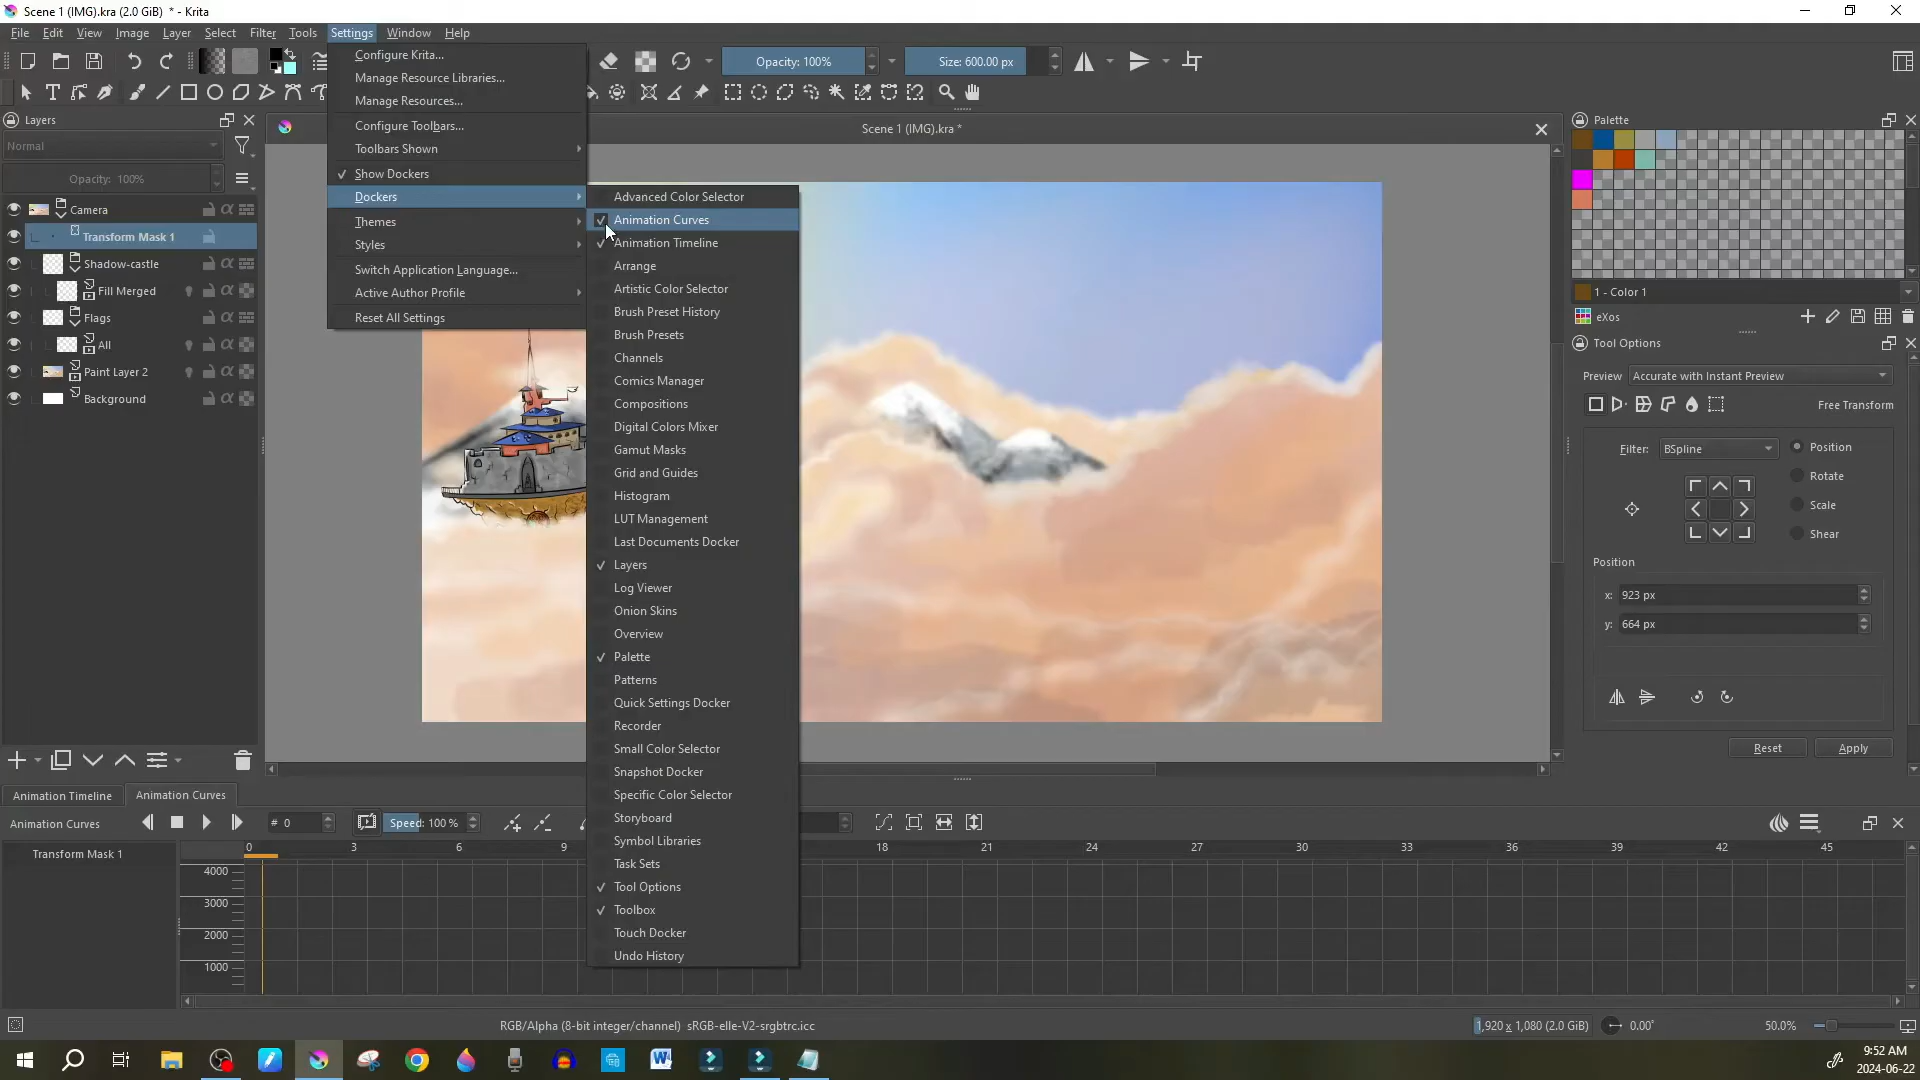 Scene 1 (IMG).kra (2.0 GiB) * - Krita
File Edit View Image Layer Select Filter Tools Settings Window Help
Opacity: 100%
Size: 600.00 px
Configure Krita...
Manage Resource Libraries...
Manage Resources...
Configure Toolbars...
Toolbars Shown
Show Dockers
Dockers
Themes
Styles
Switch Application Language...
Active Author Profile
Reset All Settings
Advanced Color Selector
Animation Curves
Animation Timeline
Arrange
Artistic Color Selector
Brush Preset History
Brush Presets
Channels
Comics Manager
Compositions
Digital Colors Mixer
Gamut Masks
Grid and Guides
Histogram
LUT Management
Last Documents Docker
Layers
Log Viewer
Onion Skins
Overview
Palette
Patterns
Quick Settings Docker
Recorder
Small Color Selector
Snapshot Docker
Specific Color Selector
Storyboard
Symbol Libraries
Task Sets
Tool Options
Toolbox
Touch Docker
Undo History
Layers
Normal
Opacity: 100%
Camera
Transform Mask 1
Shadow-castle
Fill Merged
Flags
All
Paint Layer 2
Background
Scene 1 (IMG).kra *
Palette
1 - Color 1
eXos
Tool Options
Preview Accurate with Instant Preview
Free Transform
Filter: BSpline
Position
Rotate
Scale
Shear
Position
x: 923 px
y: 664 px
Reset Apply
Animation Timeline Animation Curves
Animation Curves
# 0
Speed: 100 %
Transform Mask 1
0 3 6 9 18 21 24 27 30 33 36 39 42 45
4000
3000
2000
1000
RGB/Alpha (8-bit integer/channel) sRGB-elle-V2-srgbtrc.icc
1,920 x 1,080 (2.0 GiB)
0.00°
50.0%
9:52 AM
2024-06-22